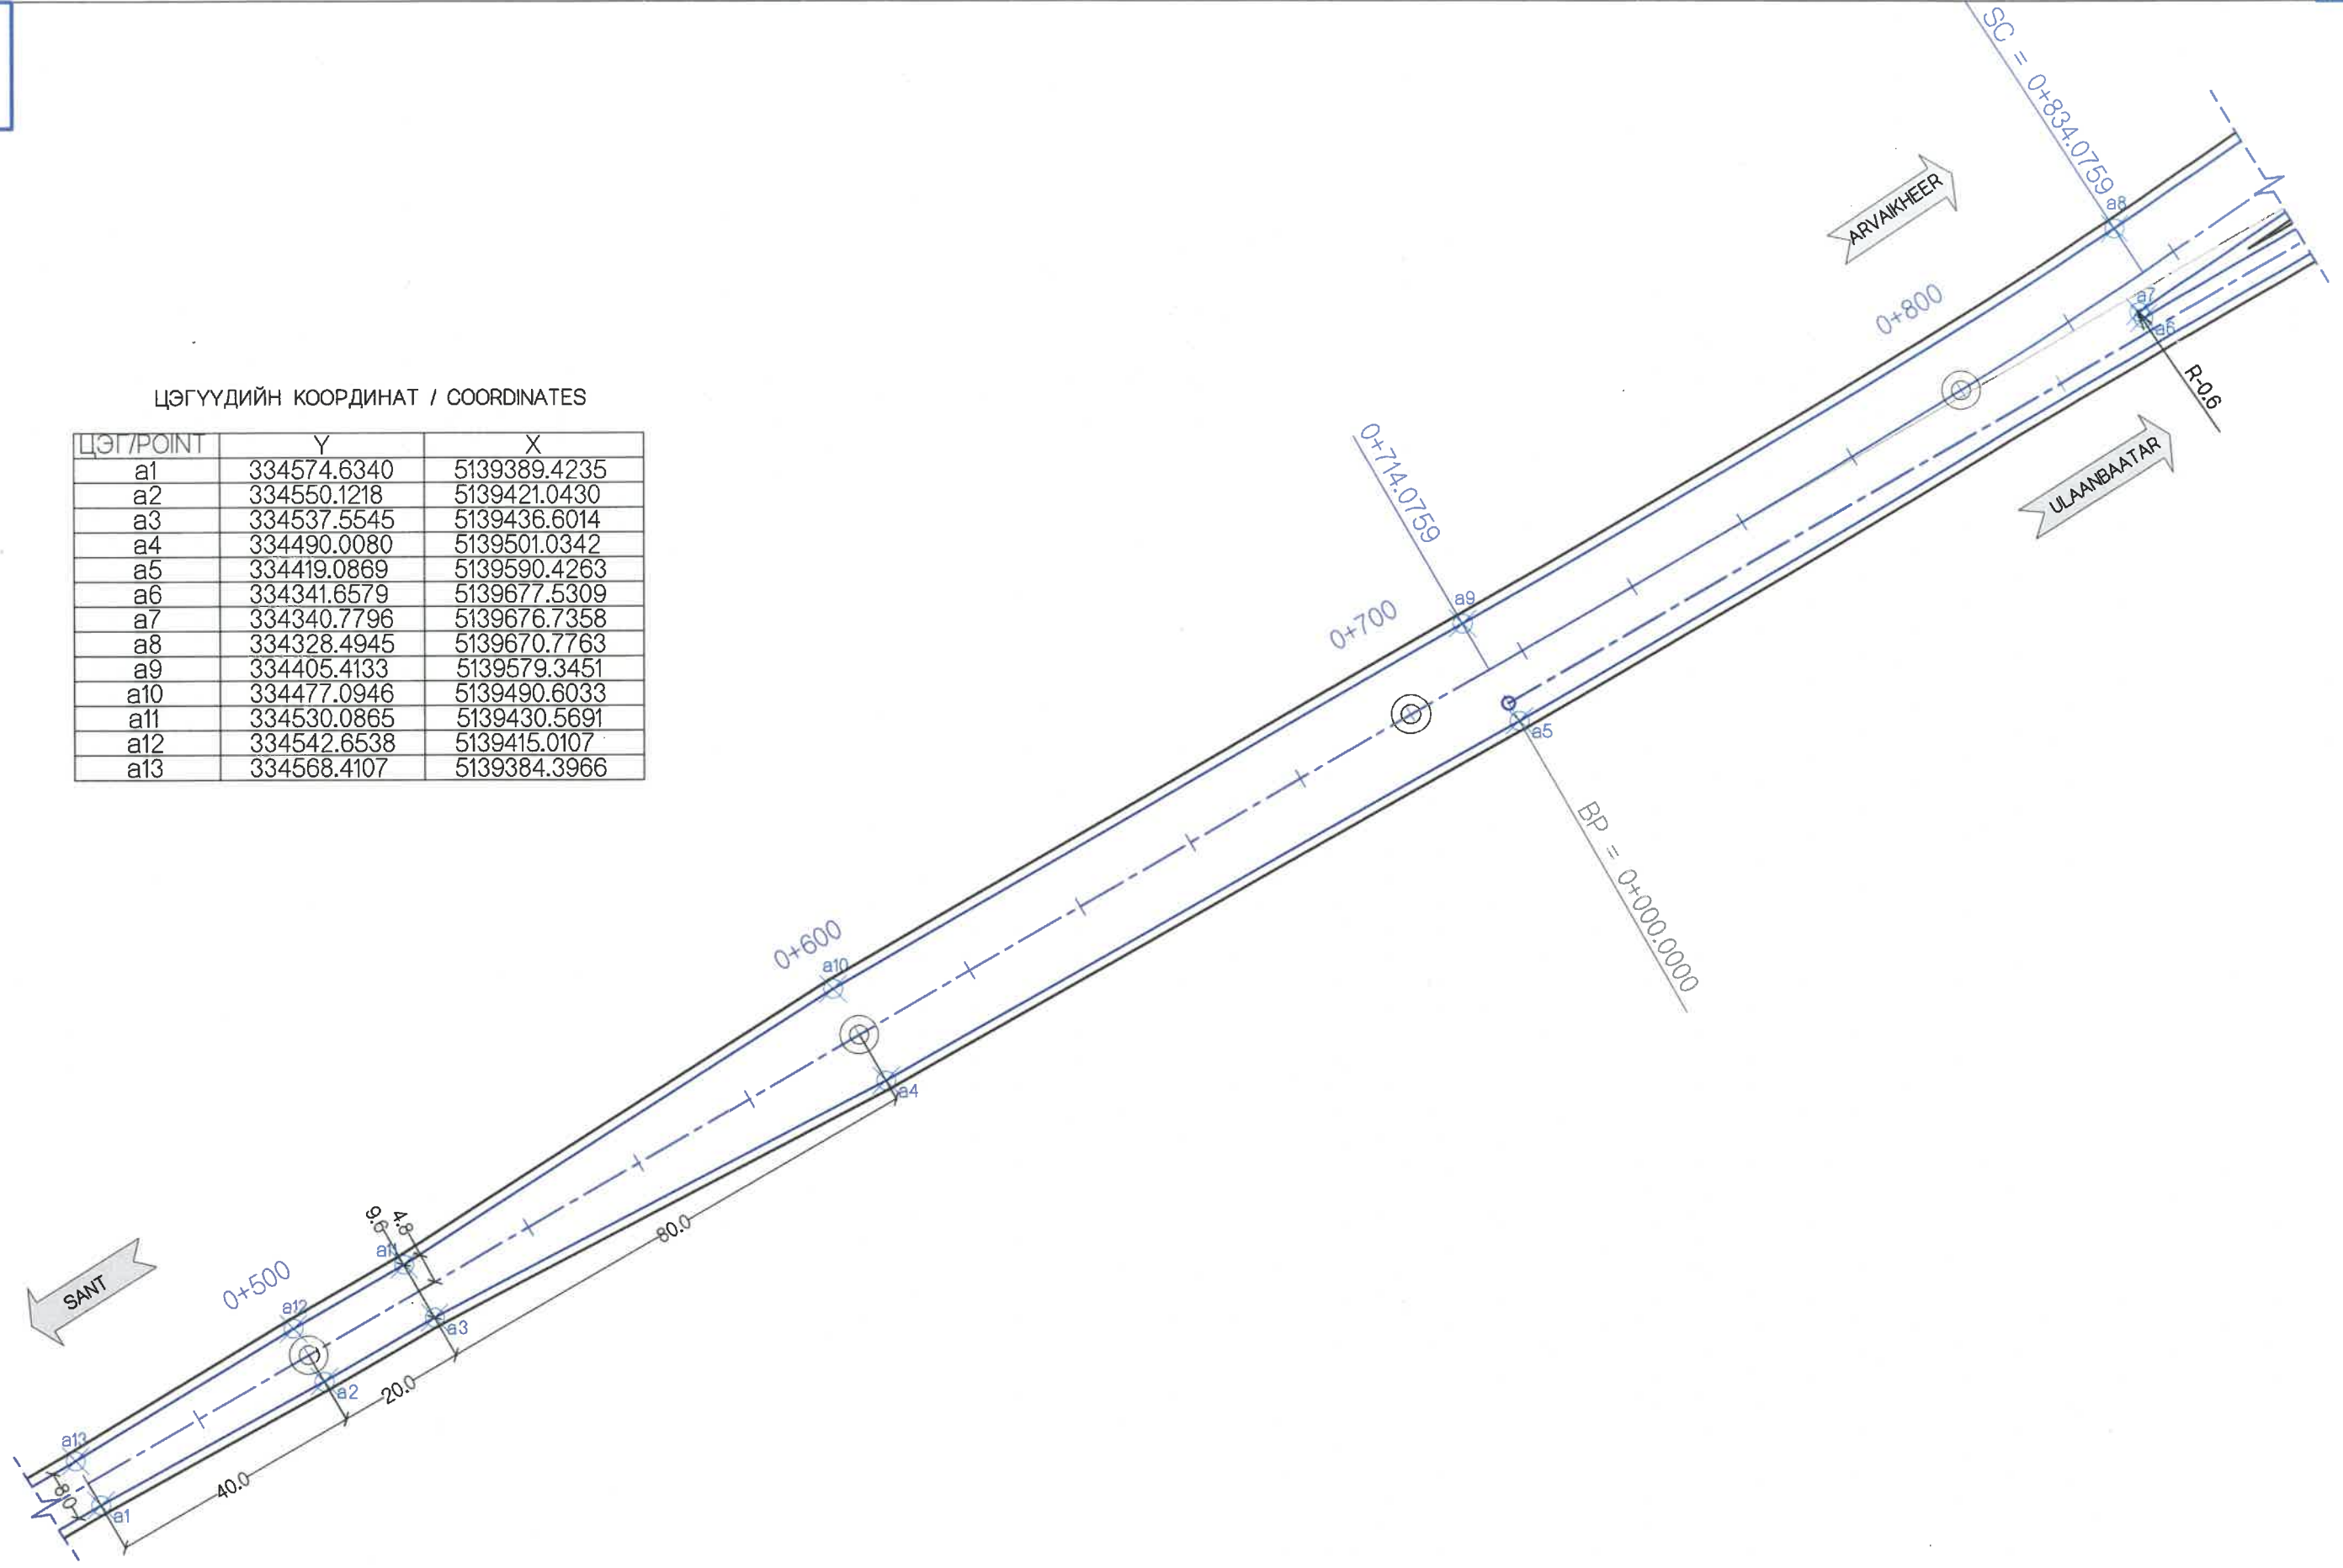 SC = 0+834.0759
ARVAIKHEER
a8
0+800
a7
a6
R-0.6
ULAANBAATAR
0+714.0759
0+700
a9
a5
BP = 0+000.0000
ЦЭГҮҮДИЙН КООРДИНАТ / COORDINATES
ЦЭГ/POINT Y X
a1 334574.6340 5139389.4235
a2 334550.1218 5139421.0430
a3 334537.5545 5139436.6014
a4 334490.0080 5139501.0342
a5 334419.0869 5139590.4263
a6 334341.6579 5139677.5309
a7 334340.7796 5139676.7358
a8 334328.4945 5139670.7763
a9 334405.4133 5139579.3451
a10 334477.0946 5139490.6033
a11 334530.0865 5139430.5691
a12 334542.6538 5139415.0107
a13 334568.4107 5139384.3966
0+600
a10
a4
80.0
9.6
4.8
a11
a3
SANT
0+500
a12
a2
20.0
a13
40.0
8.0
a1